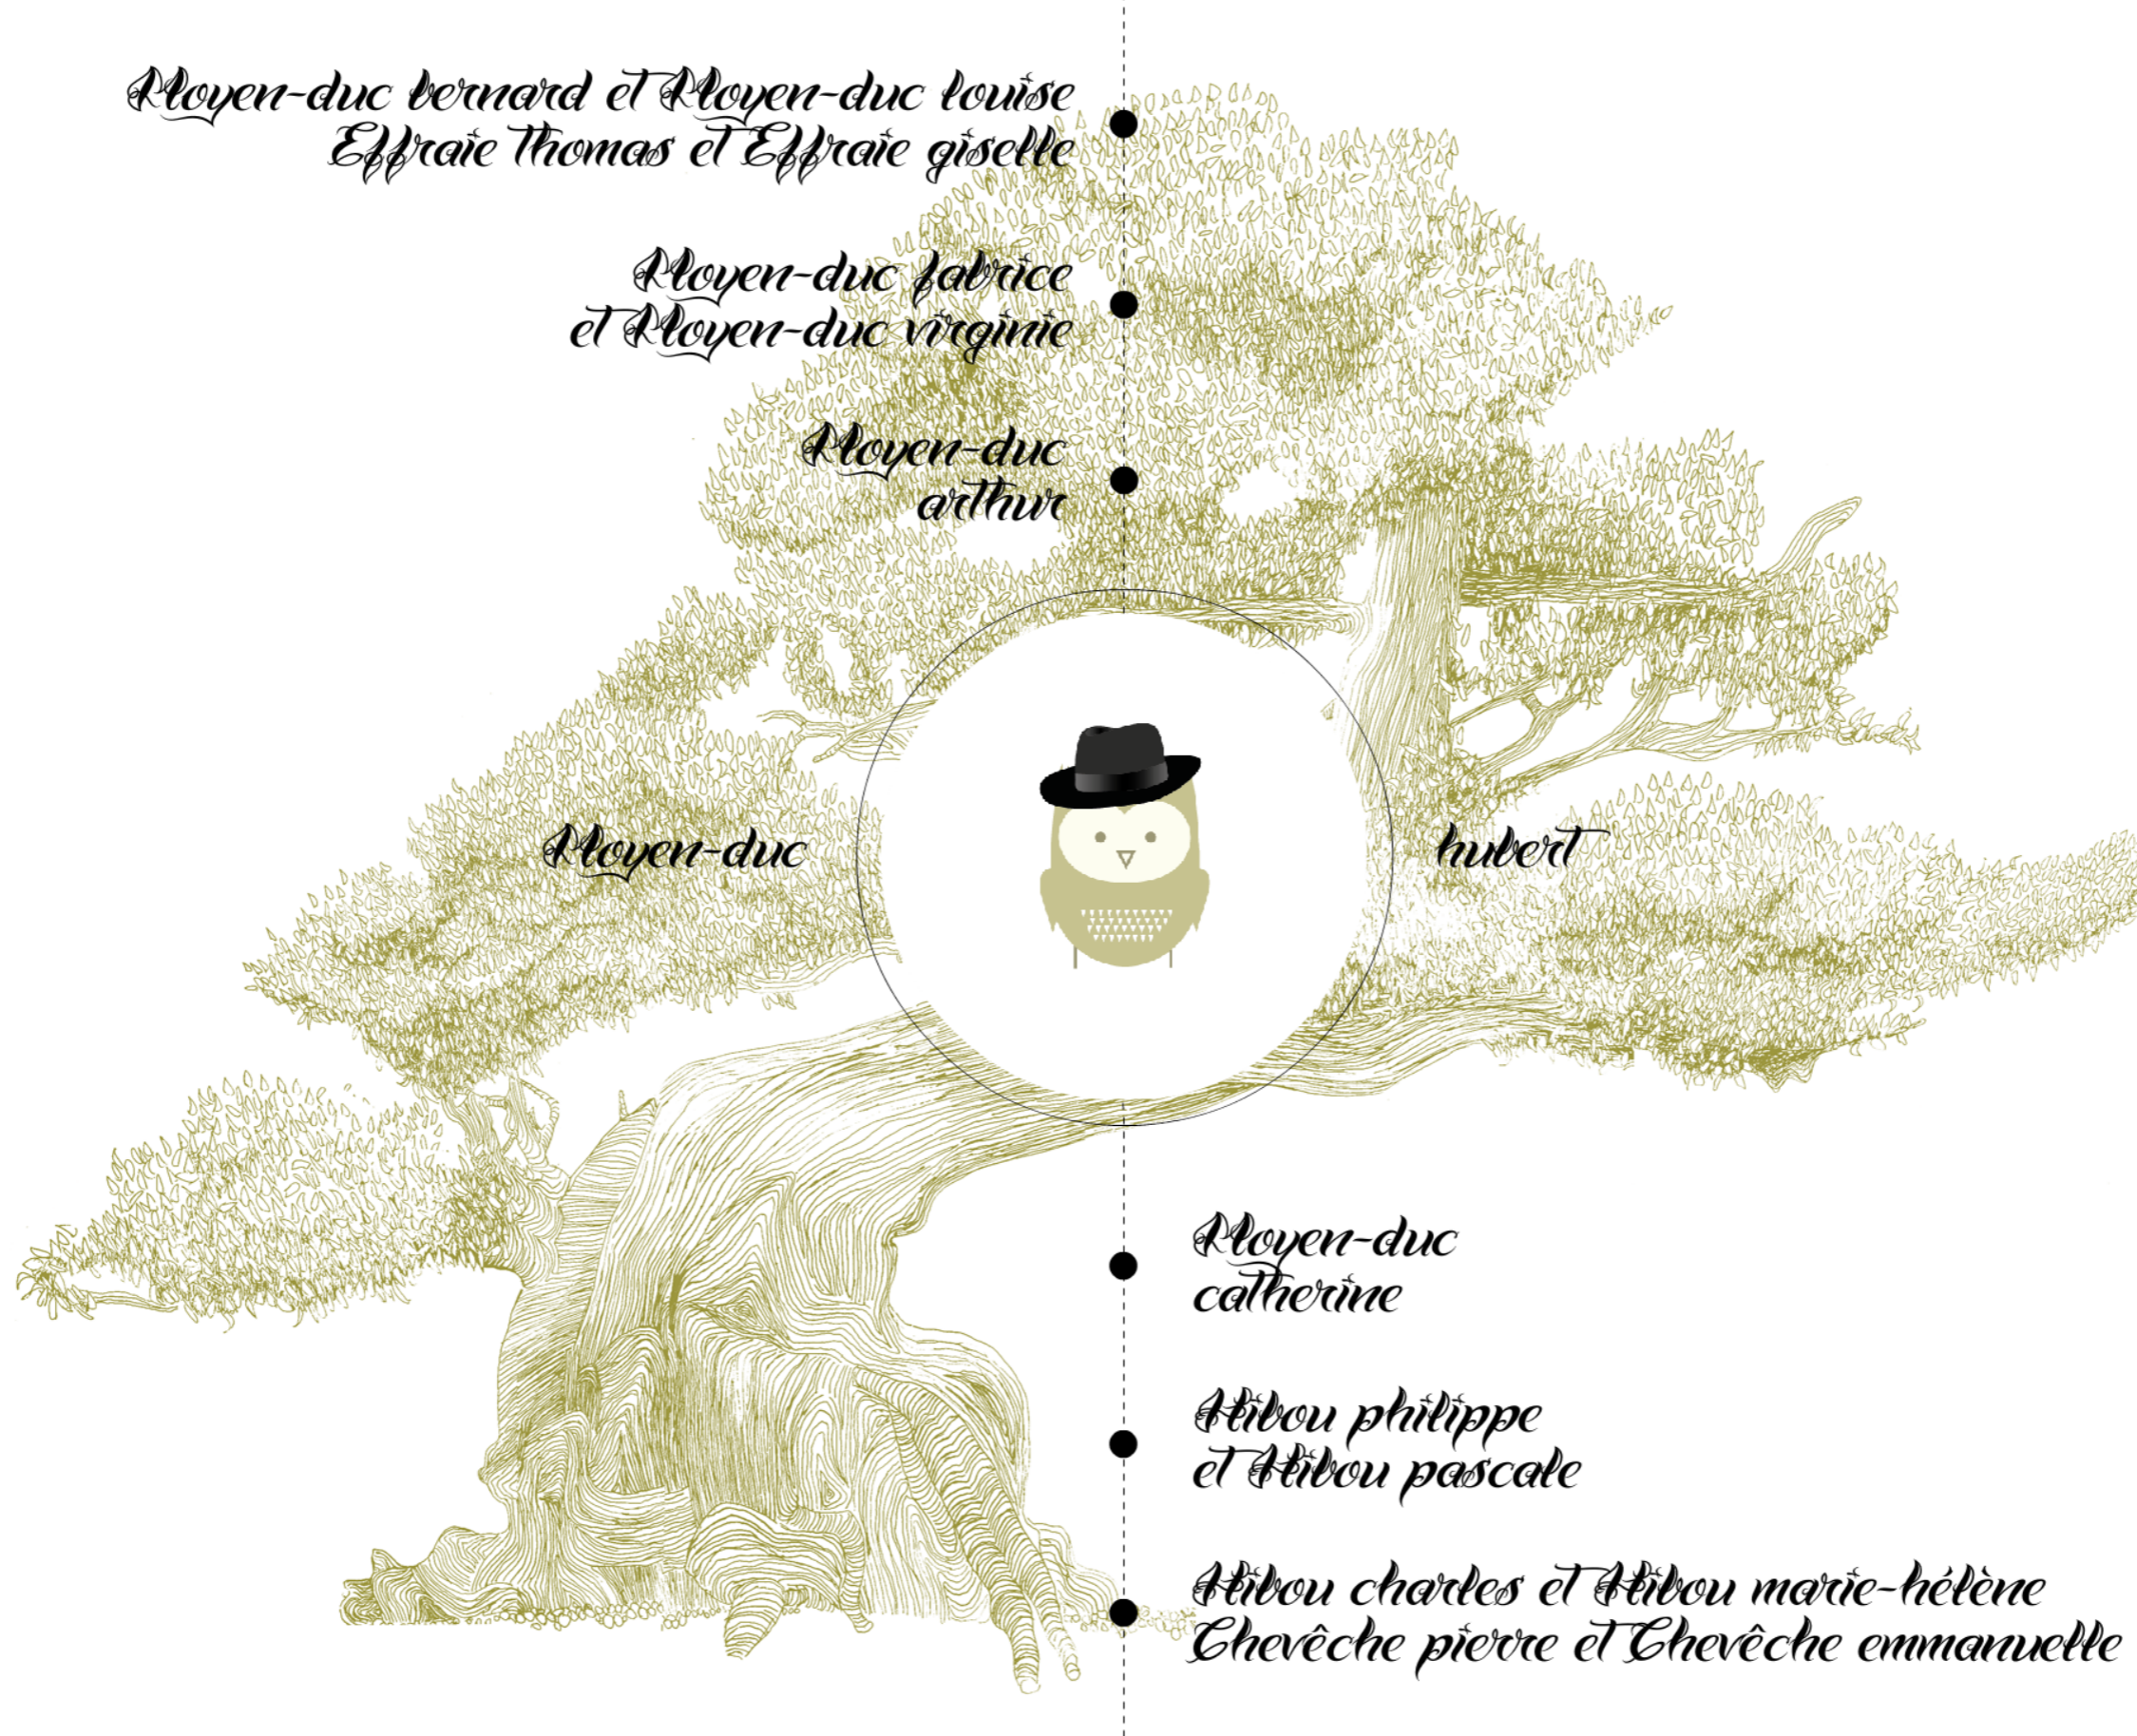 Moyen-duc bernard et Moyen-duc louise
Effraie thomas et Effraie giselle
Moyen-duc fabrice
et Moyen-duc virginie
Moyen-duc
arthur
Moyen-duc
hubert
Moyen-duc
catherine
Hibou philippe
et Hibou pascale
Hibou charles et Hibou marie-hélène
Chevêche pierre et Chevêche emmanuelle